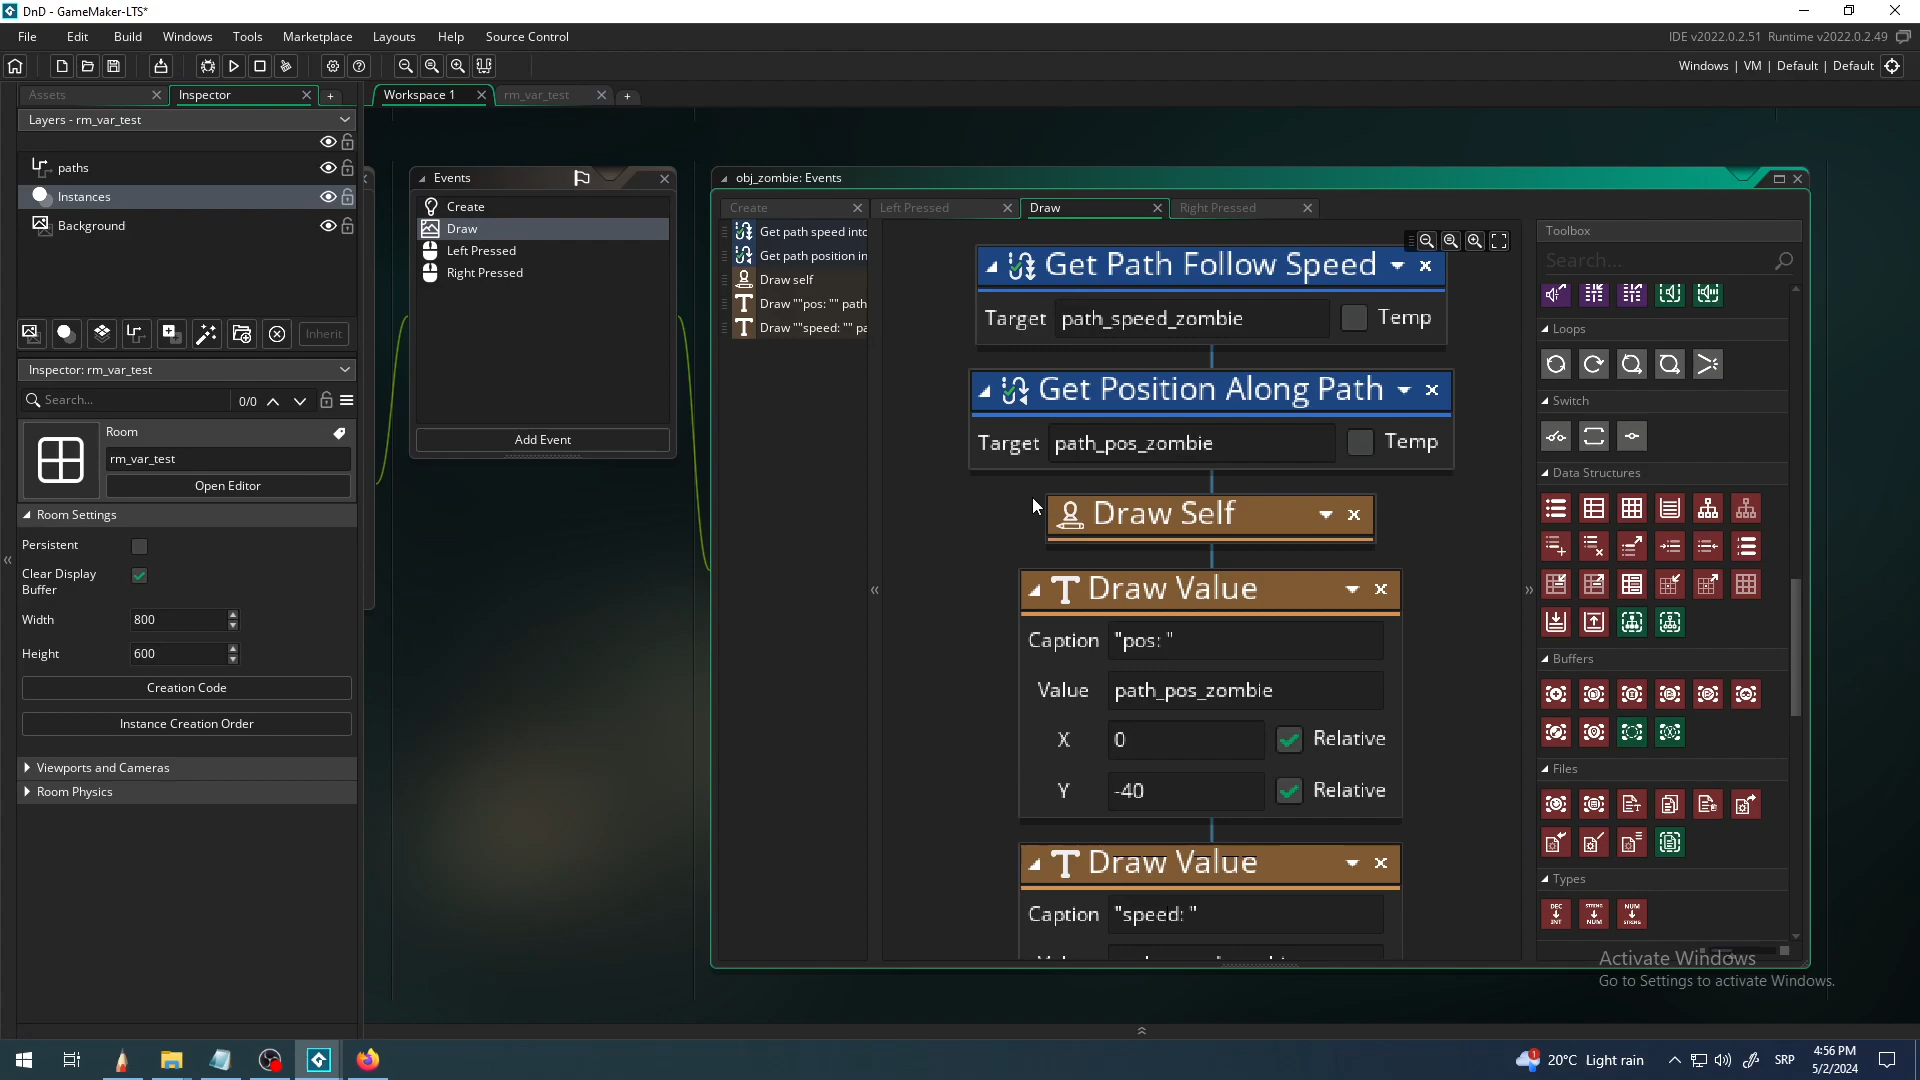 DnD - GameMaker-LTS*
File Edit Build Windows Tools Marketplace Layouts Help Source Control
IDE v2022.0.2.51 Runtime v2022.0.2.49
Windows | VM | Default | Default
Assets
Inspector
Workspace 1
rm_var_test
Layers - rm_var_test
paths
Instances
Background
Inherit
Inspector: rm_var_test
Search...
0/0
Room
rm_var_test
Open Editor
Room Settings
Persistent
Clear Display
Buffer
Width
800
Height
600
Creation Code
Instance Creation Order
Viewports and Cameras
Room Physics
Events
Create
Draw
Left Pressed
Right Pressed
Add Event
obj_zombie: Events
Create
Left Pressed
Draw
Right Pressed
Get path speed into
Get path position in
Draw self
Draw ""pos: "" path
Draw ""speed: "" pa
Get Path Follow Speed
Target path_speed_zombie Temp
Get Position Along Path
Target path_pos_zombie Temp
Draw Self
Draw Value
Caption "pos: "
Value path_pos_zombie
X 0 Relative
Y -40 Relative
Draw Value
Caption "speed: "
Toolbox
Search...
Loops
Switch
Data Structures
Buffers
Files
Types
DEC
INT
STRING
NUM
NUM
STRING
Activate Windows
Go to Settings to activate Windows.
1
20°C Light rain
SRP
4:56 PM
5/2/2024